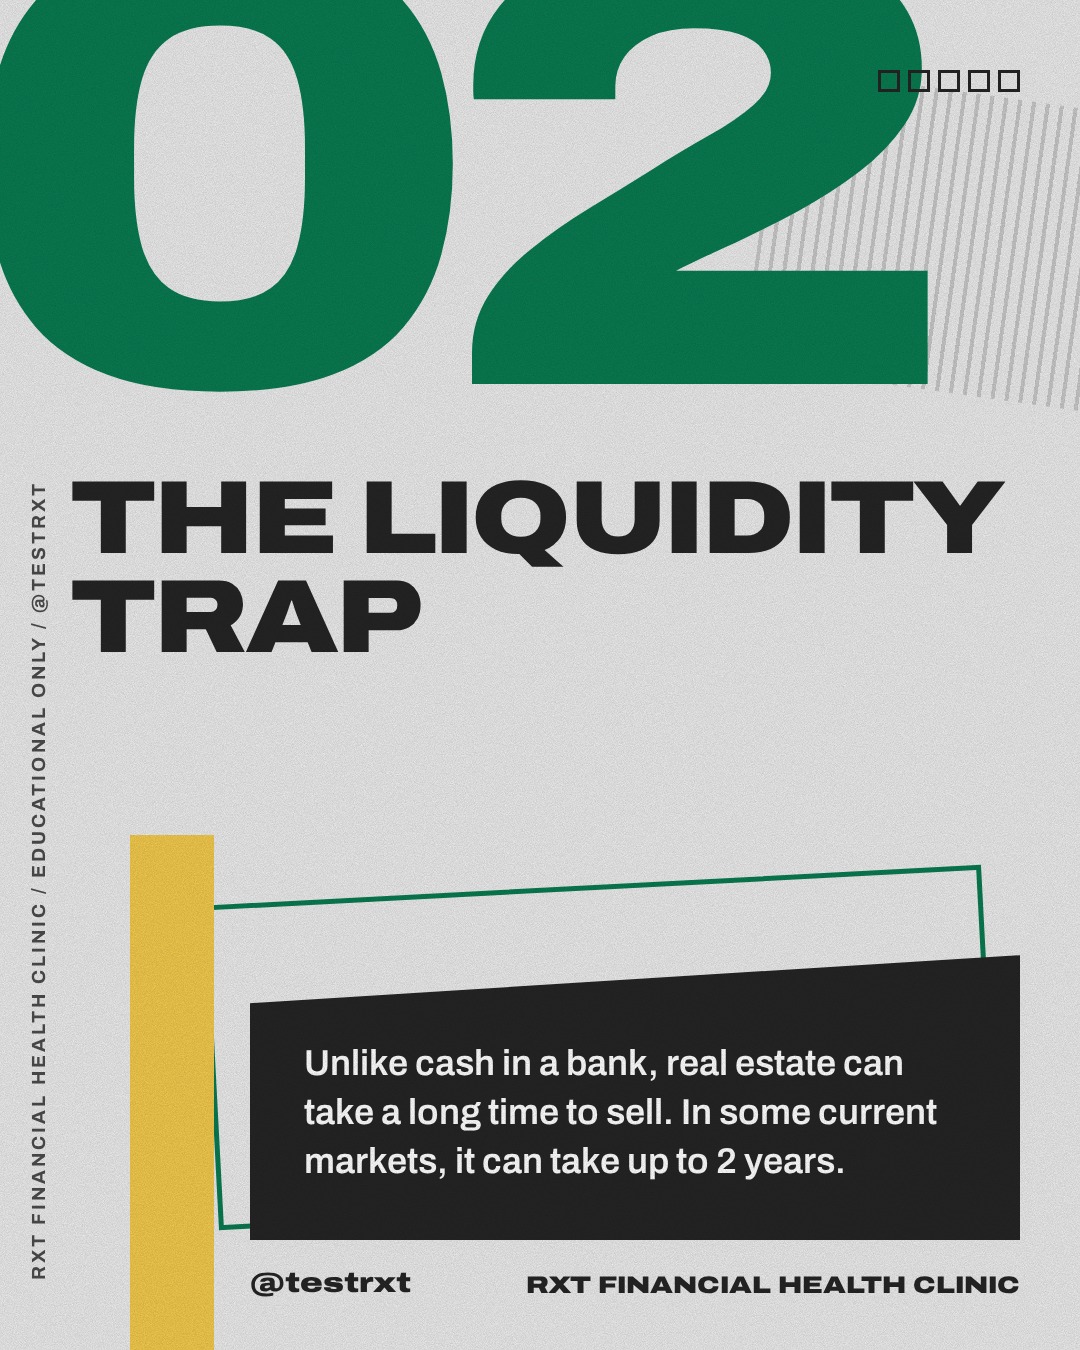 02
THE LIQUIDITY
TRAP
RXT FINANCIAL HEALTH CLINIC / EDUCATIONAL ONLY / @TESTRXT
Unlike cash in a bank, real estate can
take a long time to sell. In some current
markets, it can take up to 2 years.
@testrxt
RXT FINANCIAL HEALTH CLINIC